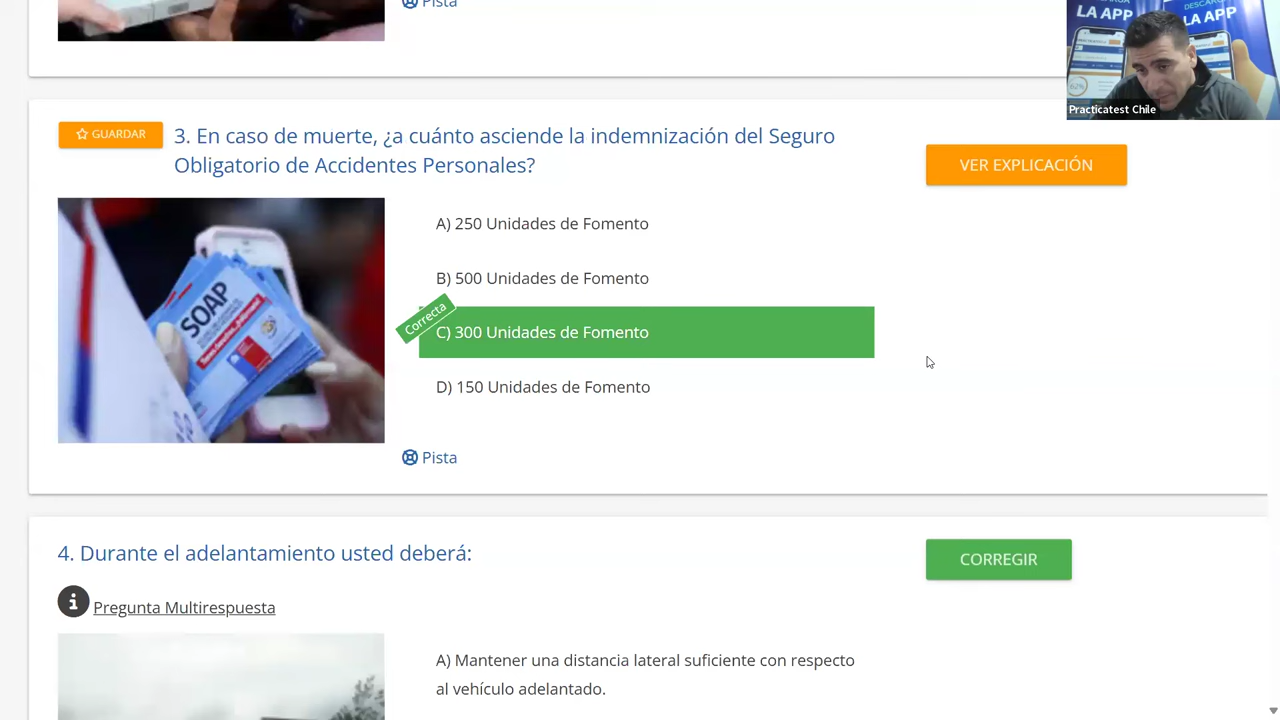 Pista
DESCARGA
LA APP
LA APP
62%
Practicatest Chile
GUARDAR
3. En caso de muerte, ¿a cuánto asciende la indemnización del Seguro
Obligatorio de Accidentes Personales?
VER EXPLICACIÓN
SOAP
A) 250 Unidades de Fomento
B) 500 Unidades de Fomento
Correcta
C) 300 Unidades de Fomento
D) 150 Unidades de Fomento
Pista
4. Durante el adelantamiento usted deberá:
CORREGIR
Pregunta Multirespuesta
A) Mantener una distancia lateral suficiente con respecto
al vehículo adelantado.